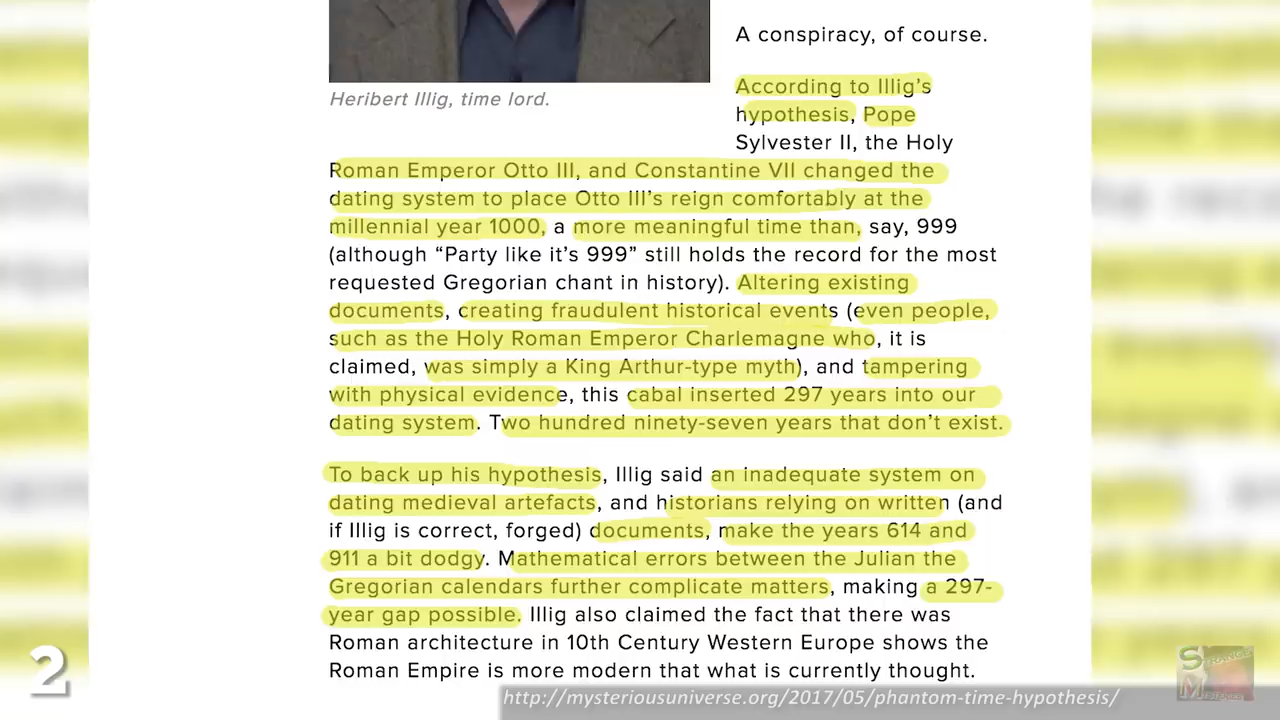 A conspiracy, of course.
Heribert Illig, time lord.
According to Illig's
hypothesis, Pope
Sylvester II, the Holy
Roman Emperor Otto III, and Constantine VII changed the
dating system to place Otto III's reign comfortably at the
millennial year 1000, a more meaningful time than, say, 999
(although “Party like it's 999” still holds the record for the most
requested Gregorian chant in history). Altering existing
documents, creating fraudulent historical events (even people,
such as the Holy Roman Emperor Charlemagne who, it is
claimed, was simply a King Arthur-type myth), and tampering
with physical evidence, this cabal inserted 297 years into our
dating system. Two hundred ninety-seven years that don't exist.
To back up his hypothesis, Illig said an inadequate system on
dating medieval artefacts, and historians relying on written (and
if Illig is correct, forged) documents, make the years 614 and
911 a bit dodgy. Mathematical errors between the Julian the
Gregorian calendars further complicate matters, making a 297-
year gap possible. Illig also claimed the fact that there was
Roman architecture in 10th Century Western Europe shows the
Roman Empire is more modern that what is currently thought.
2
http://mysteriousuniverse.org/2017/05/phantom-time-hypothesis/